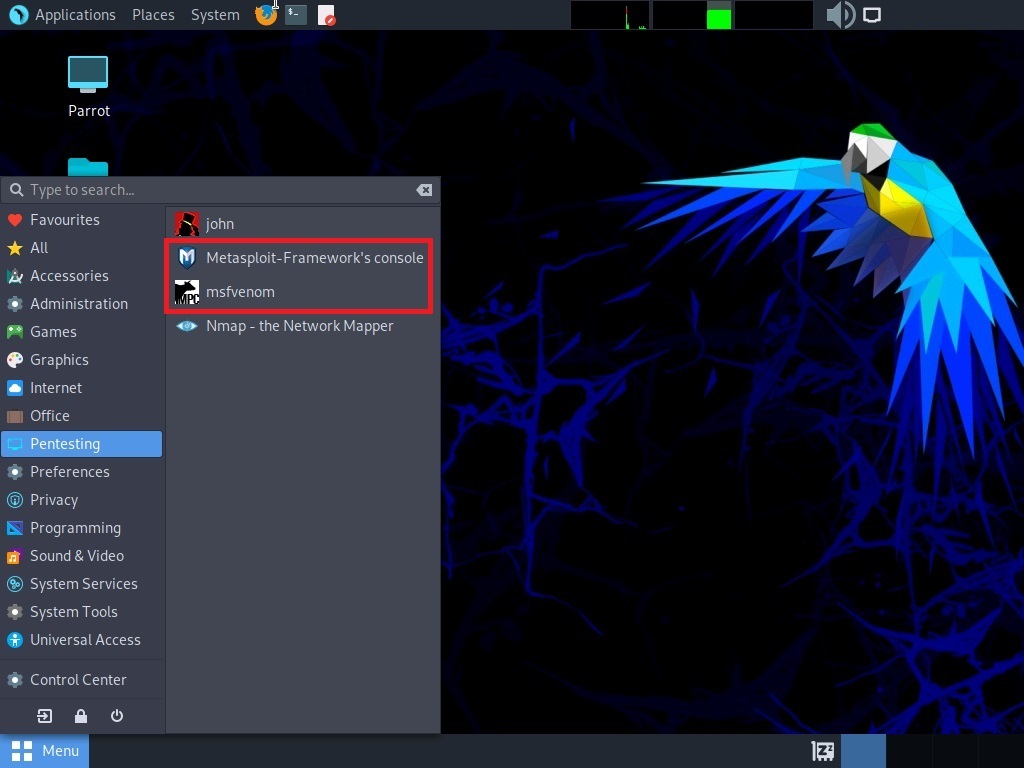 Applications Places System
Parrot
Type to search...
Favourites
All
Accessories
Administration
Games
Graphics
Internet
Office
Pentesting
Preferences
Privacy
Programming
Sound & Video
System Services
System Tools
Universal Access
Control Center
john
Metasploit-Framework's console
msfvenom
Nmap - the Network Mapper
Menu